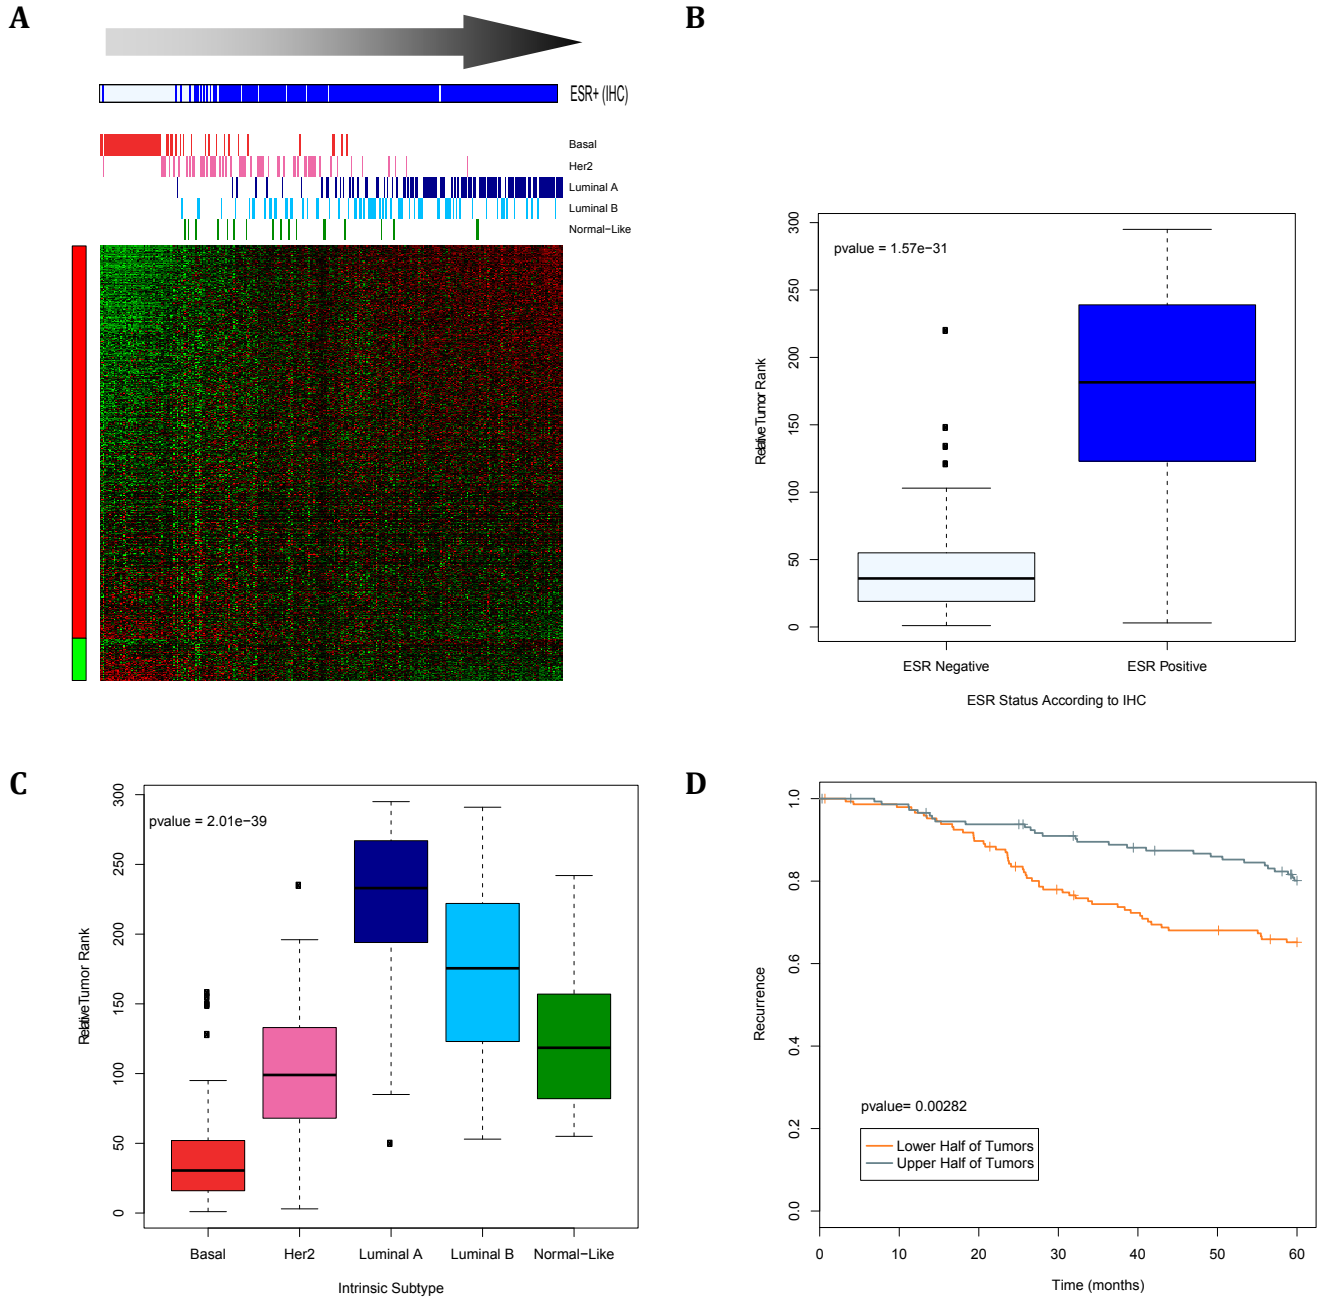 A
ESR+ (IHC)
Basal
Her2
Luminal A
Luminal B
Normal-Like
B
pvalue = 1.57e-31
Relative Tumor Rank
300
250
200
150
100
50
0
ESR Negative
ESR Positive
ESR Status According to IHC
C
pvalue = 2.01e-39
Relative Tumor Rank
300
250
200
150
100
50
0
Basal
Her2
Luminal A
Luminal B
Normal-Like
Intrinsic Subtype
D
Recurrence
1.0
0.8
0.6
0.4
0.2
0.0
pvalue= 0.00282
Lower Half of Tumors
Upper Half of Tumors
0
10
20
30
40
50
60
Time (months)